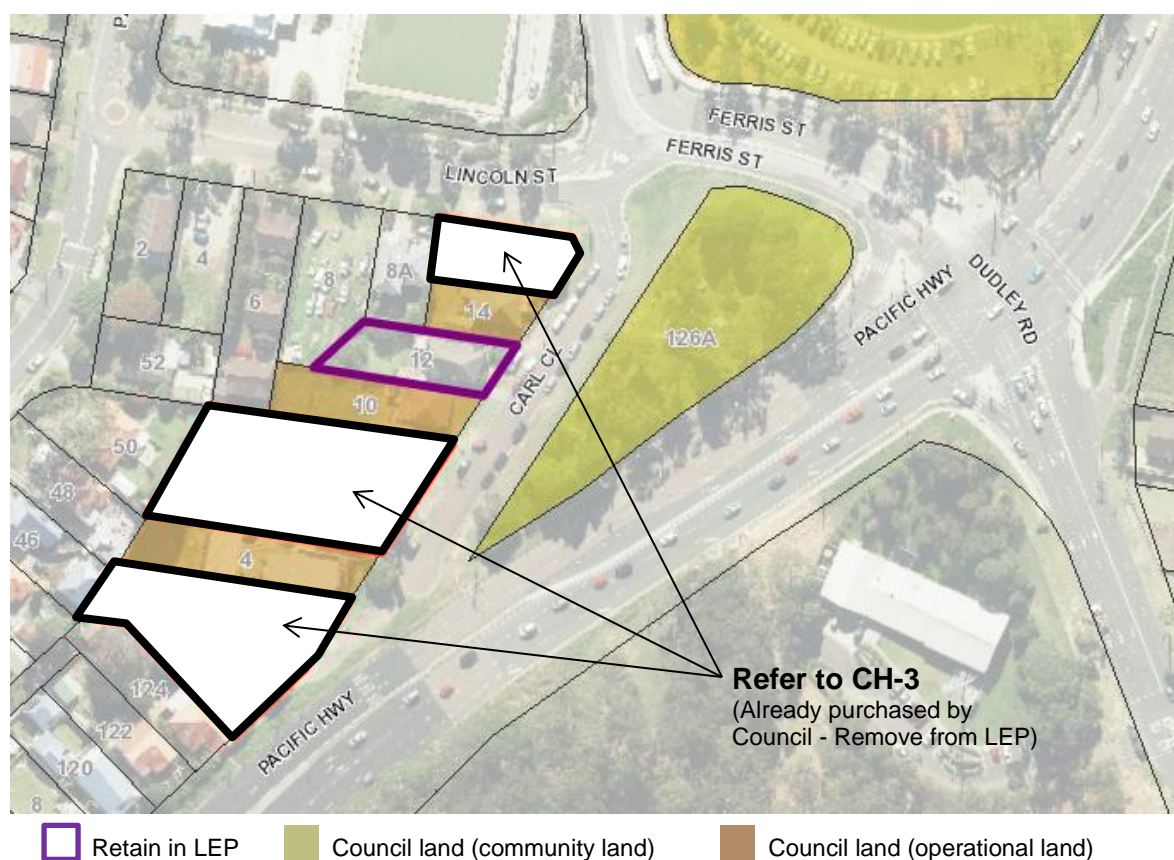 PA
FERRIS ST
FERRIS ST
LINCOLN ST
2
4
6
8
8A
14
12
10
52
50
48
46
4
126A
PACIFIC HWY
DUDLEY RD
CARL CL
124
122
120
8
PACIFIC HWY
Refer to CH-3
(Already purchased by
Council - Remove from LEP)
Retain in LEP
Council land (community land)
Council land (operational land)